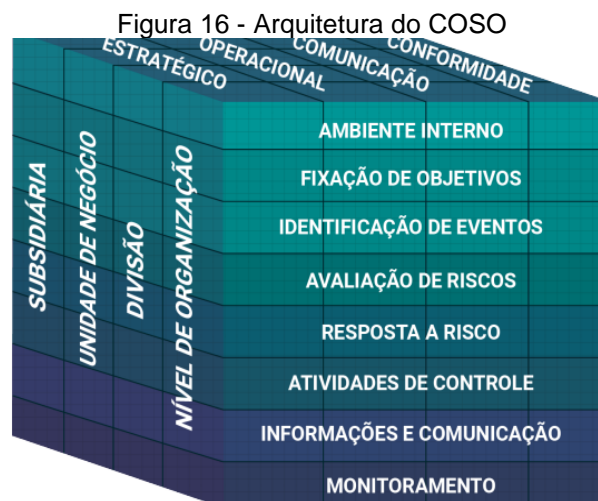 Figura 16 - Arquitetura do COSO
ESTRATÉGICO
OPERACIONAL
COMUNICAÇÃO
CONFORMIDADE
SUBSIDIÁRIA
UNIDADE DE NEGÓCIO
DIVISÃO
NÍVEL DE ORGANIZAÇÃO
AMBIENTE INTERNO
FIXAÇÃO DE OBJETIVOS
IDENTIFICAÇÃO DE EVENTOS
AVALIAÇÃO DE RISCOS
RESPOSTA A RISCO
ATIVIDADES DE CONTROLE
INFORMAÇÕES E COMUNICAÇÃO
MONITORAMENTO